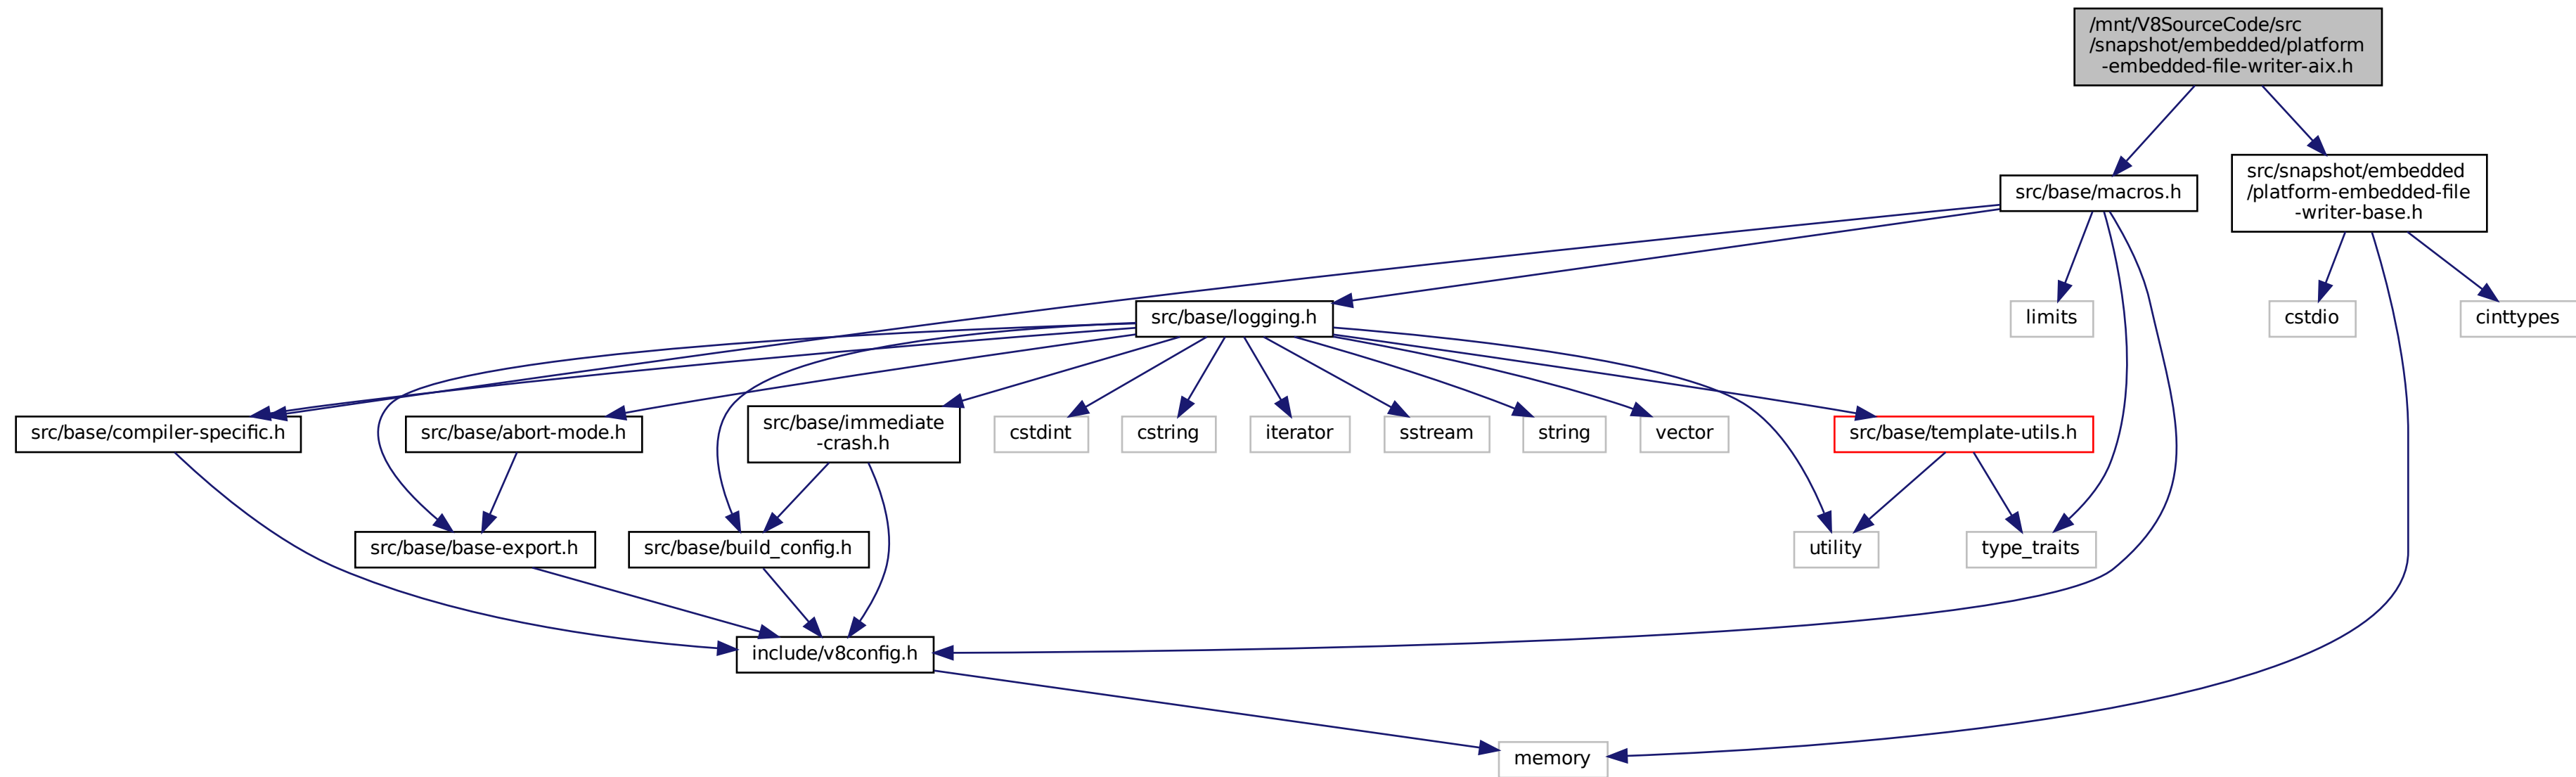 /mnt/V8SourceCode/src
/snapshot/embedded/platform
-embedded-file-writer-aix.h
src/base/macros.h
src/snapshot/embedded
/platform-embedded-file
-writer-base.h
src/base/logging.h
limits
cstdio
cinttypes
src/base/compiler-specific.h
src/base/abort-mode.h
src/base/immediate
-crash.h
cstdint
cstring
iterator
sstream
string
vector
src/base/template-utils.h
src/base/base-export.h
src/base/build_config.h
utility
type_traits
include/v8config.h
memory